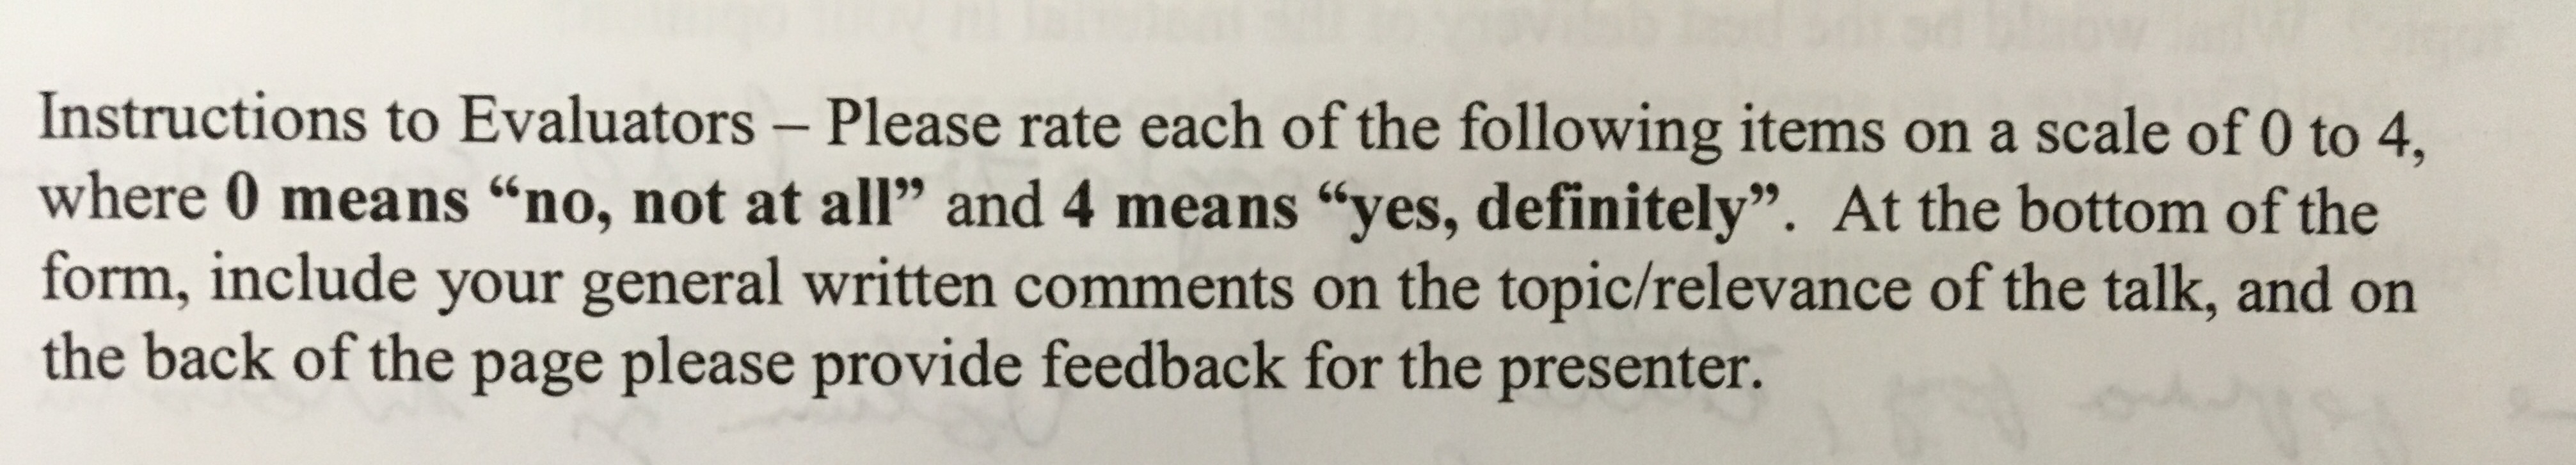 Instructions to Evaluators – Please rate each of the following items on a scale of 0 to 4,
where 0 means “no, not at all” and 4 means “yes, definitely”.  At the bottom of the
form, include your general written comments on the topic/relevance of the talk, and on
the back of the page please provide feedback for the presenter.